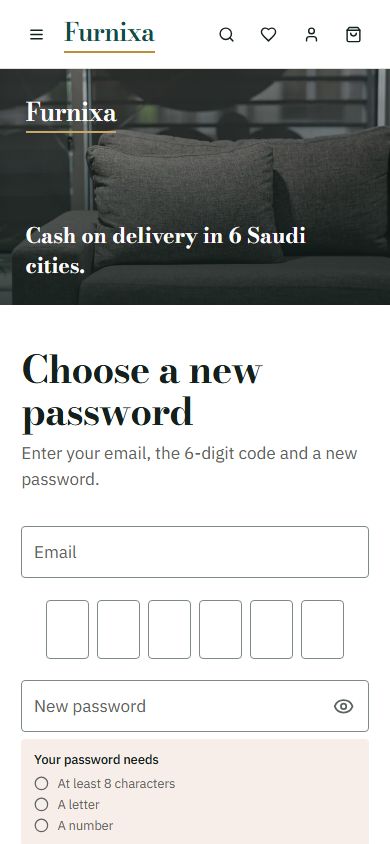 Furnixa
Furnixa
Cash on delivery in 6 Saudi
cities.
Choose a new
password
Enter your email, the 6-digit code and a new
password.
Email
New password
Your password needs
At least 8 characters
A letter
A number